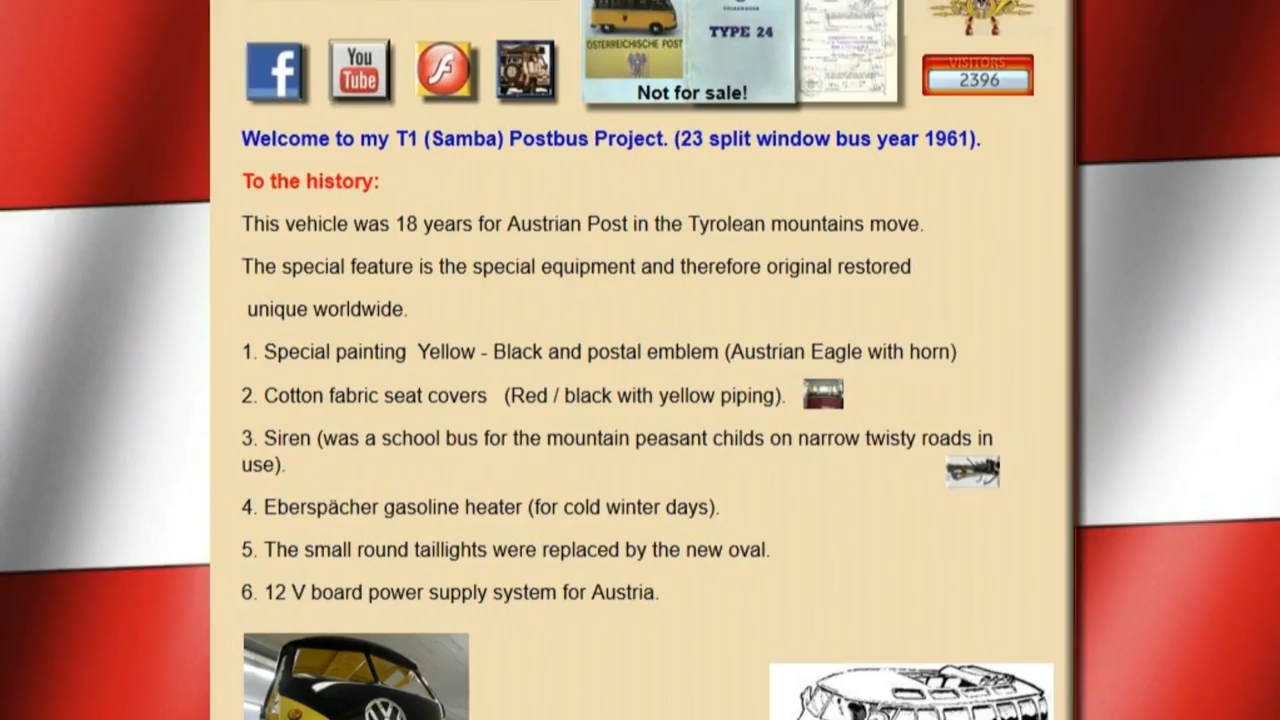 VOLKSWAGEN
TYPE 24
ÖSTERREICHISCHE POST
Not for sale!
You
Tube
VISITORS
2396
Welcome to my T1 (Samba) Postbus Project. (23 split window bus year 1961).
To the history:
This vehicle was 18 years for Austrian Post in the Tyrolean mountains move.
The special feature is the special equipment and therefore original restored
unique worldwide.
1. Special painting Yellow - Black and postal emblem (Austrian Eagle with horn)
2. Cotton fabric seat covers (Red / black with yellow piping).
3. Siren (was a school bus for the mountain peasant childs on narrow twisty roads in
use).
4. Eberspächer gasoline heater (for cold winter days).
5. The small round taillights were replaced by the new oval.
6. 12 V board power supply system for Austria.